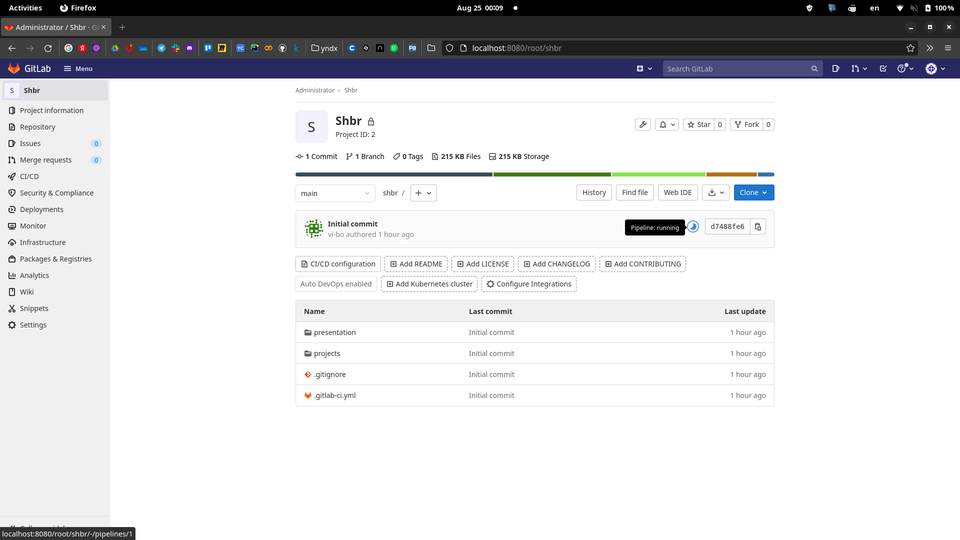 Activities Firefox Aug 25 00:09 en 100%
Administrator / Shbr · G
localhost:8080/root/shbr
yndx
GitLab Menu Search GitLab
S Shbr
Project information
Repository
Issues 0
Merge requests 0
CI/CD
Security & Compliance
Deployments
Monitor
Infrastructure
Packages & Registries
Analytics
Wiki
Snippets
Settings
localhost:8080/root/shbr/-/pipelines/1
Administrator › Shbr
S
Shbr
Project ID: 2
Star 0 Fork 0
1 Commit 1 Branch 0 Tags 215 KB Files 215 KB Storage
main shbr / + History Find file Web IDE Clone
Initial commit
vi-bo authored 1 hour ago
Pipeline: running
d7488fe6
CI/CD configuration Add README Add LICENSE Add CHANGELOG Add CONTRIBUTING
Auto DevOps enabled Add Kubernetes cluster Configure Integrations
Name Last commit Last update
presentation Initial commit 1 hour ago
projects Initial commit 1 hour ago
.gitignore Initial commit 1 hour ago
.gitlab-ci.yml Initial commit 1 hour ago